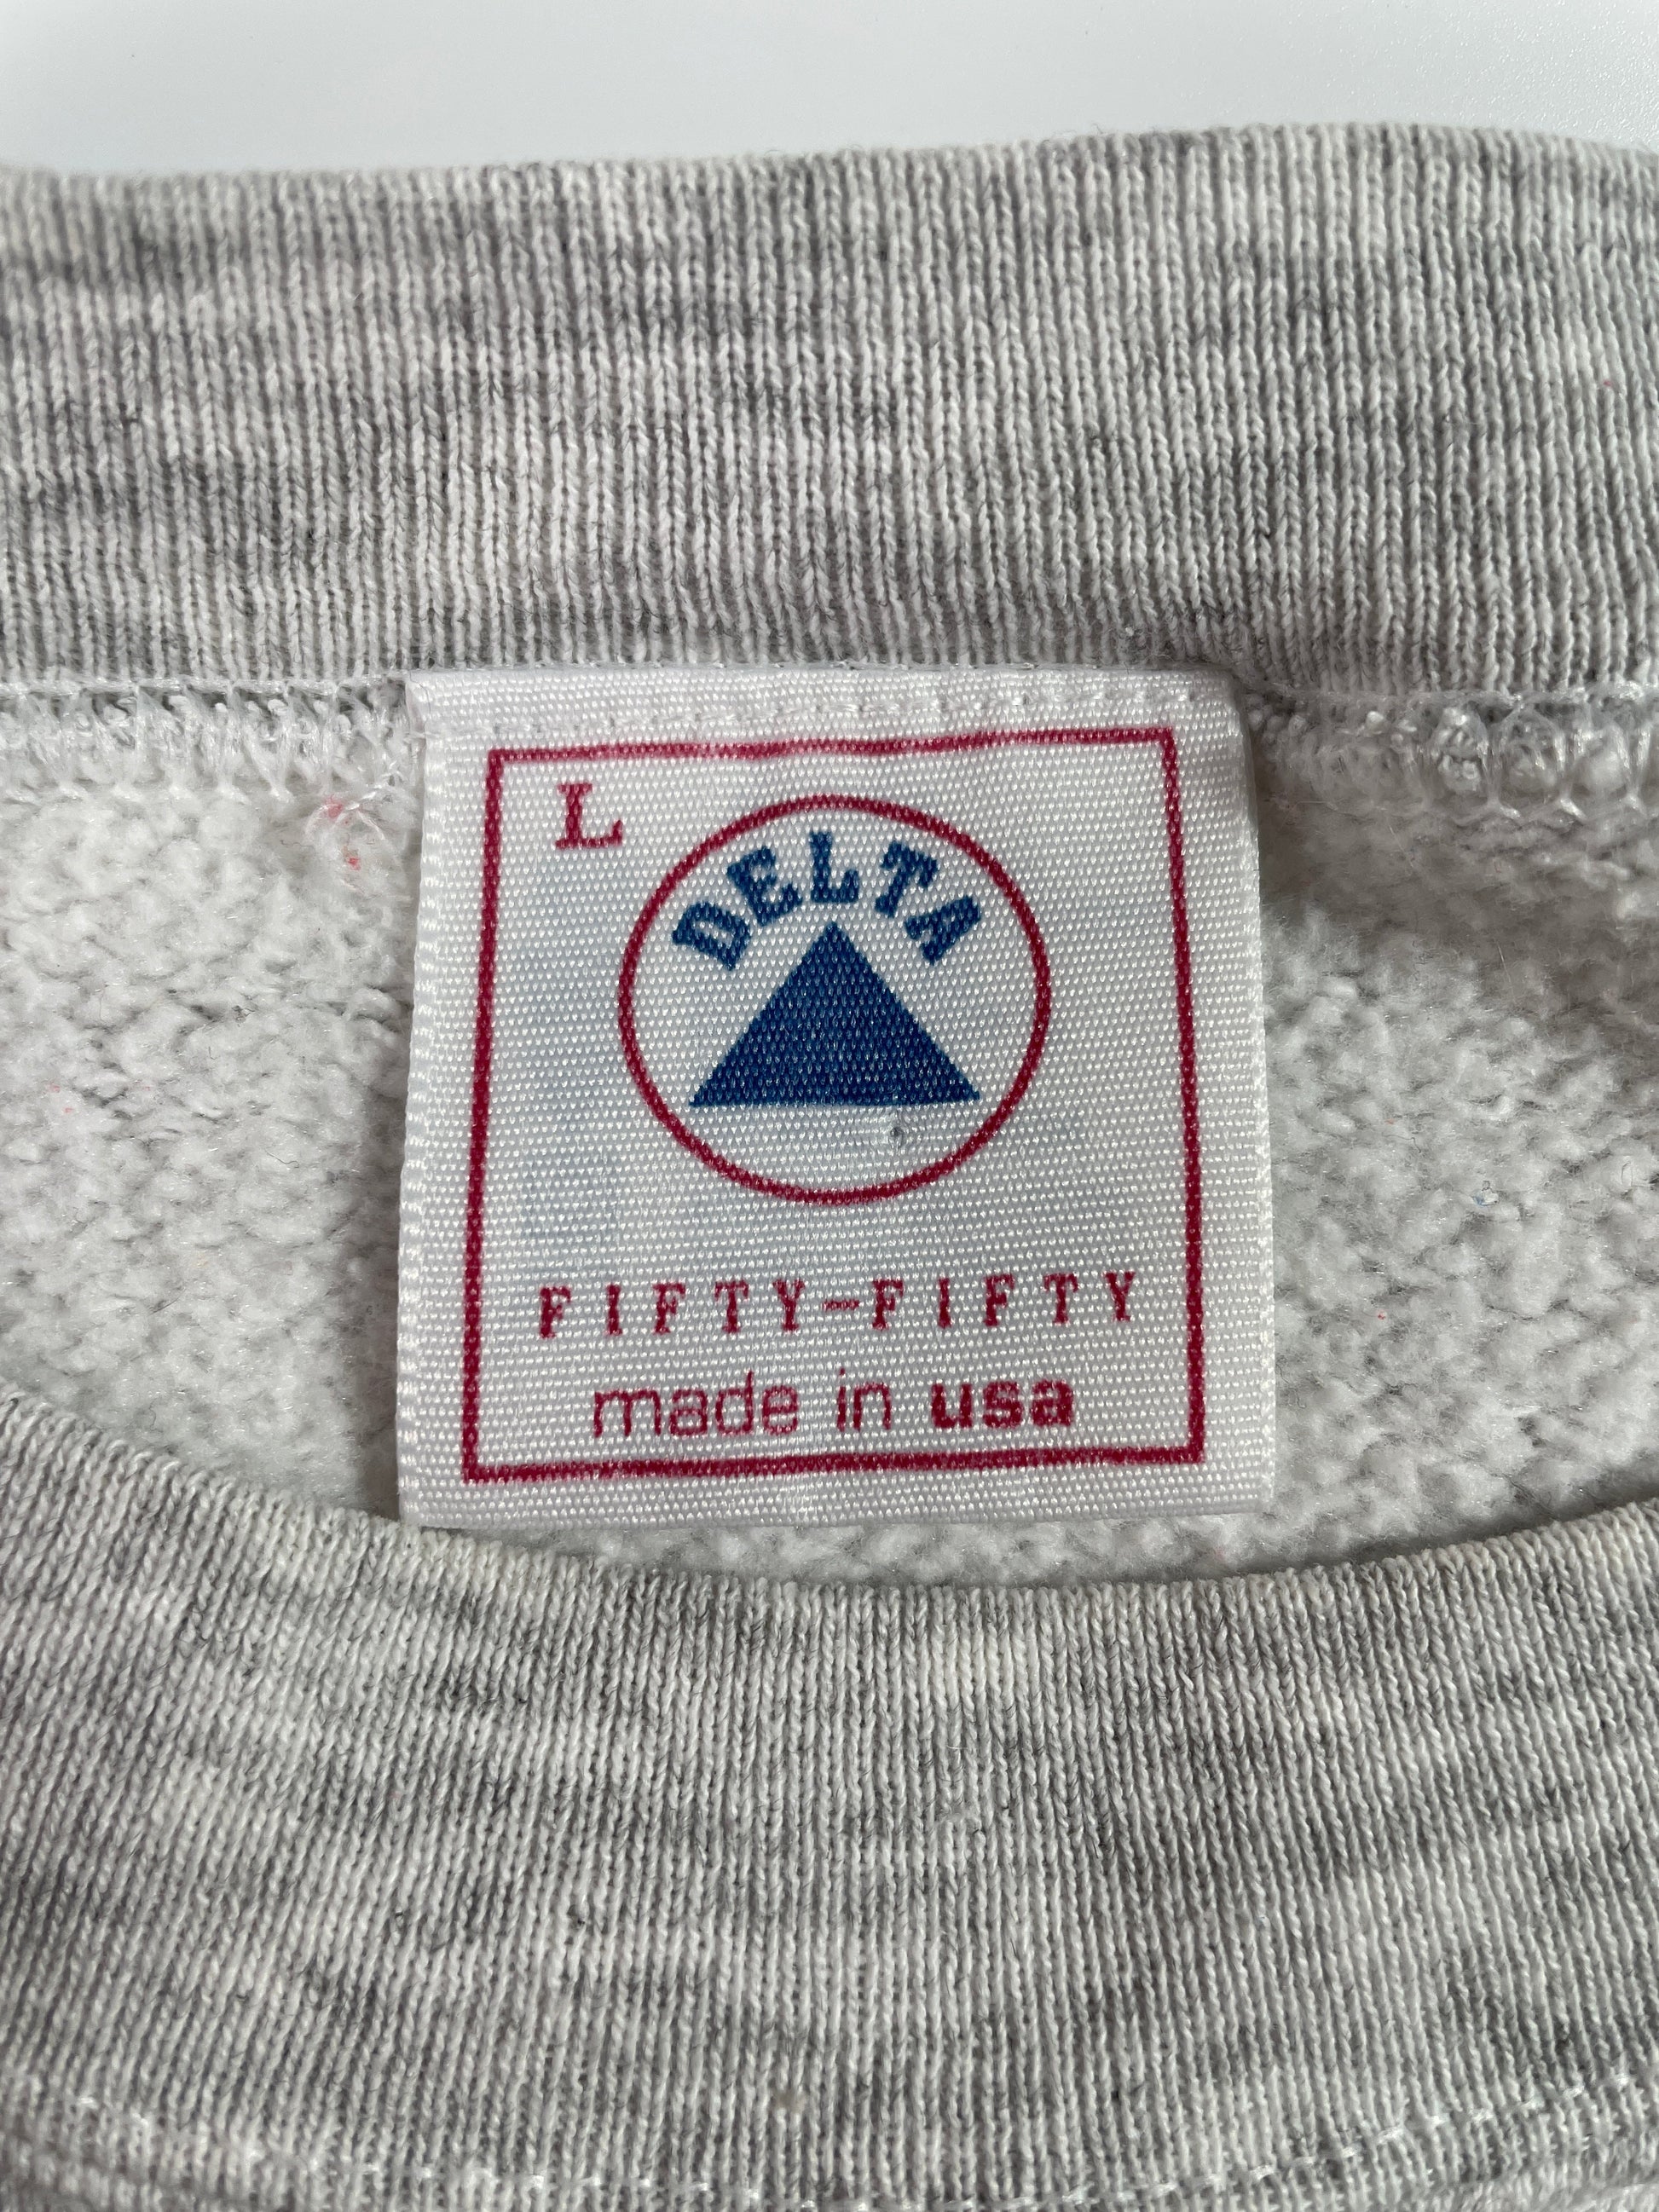 L
DELTA
FIFTY-FIFTY
made in usa